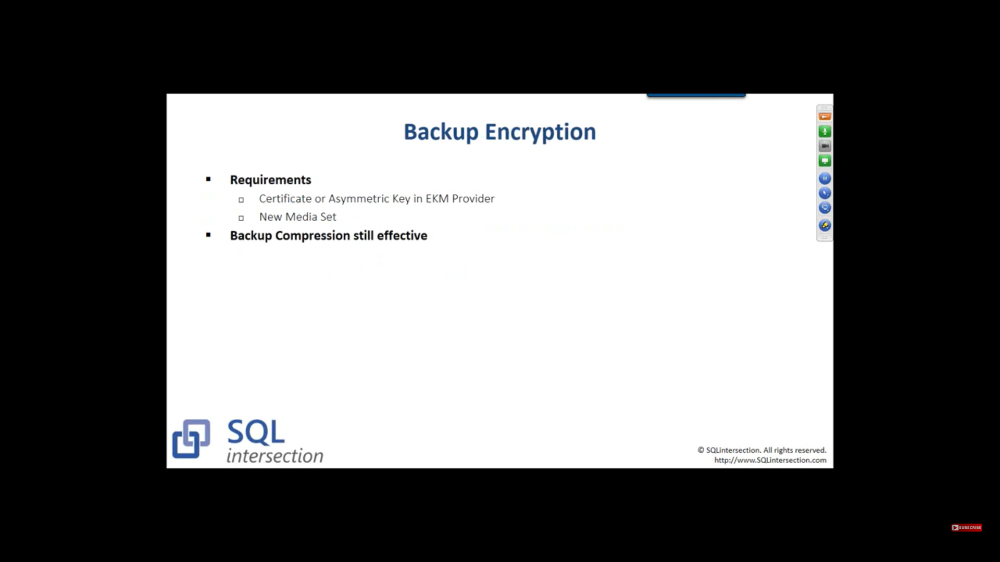 Backup Encryption
Requirements
Certificate or Asymmetric Key in EKM Provider
New Media Set
Backup Compression still effective
SQL
intersection
© SQLintersection. All rights reserved.
http://www.SQLintersection.com
SUBSCRIBE